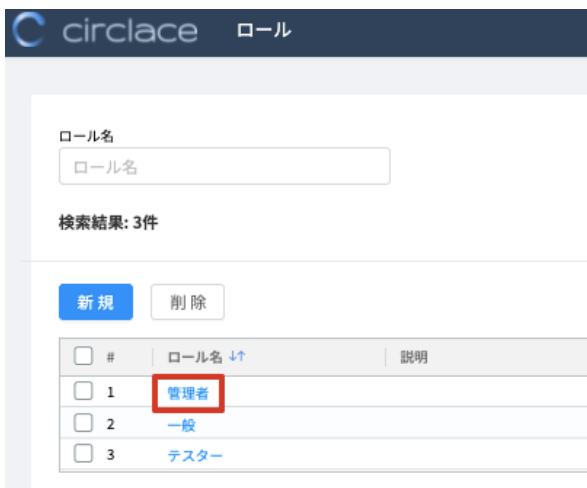 circlace ロール
ロール名
ロール名
検索結果: 3件
新規 削除
# ロール名 ↓↑ 説明
1 管理者
2 一般
3 テスター